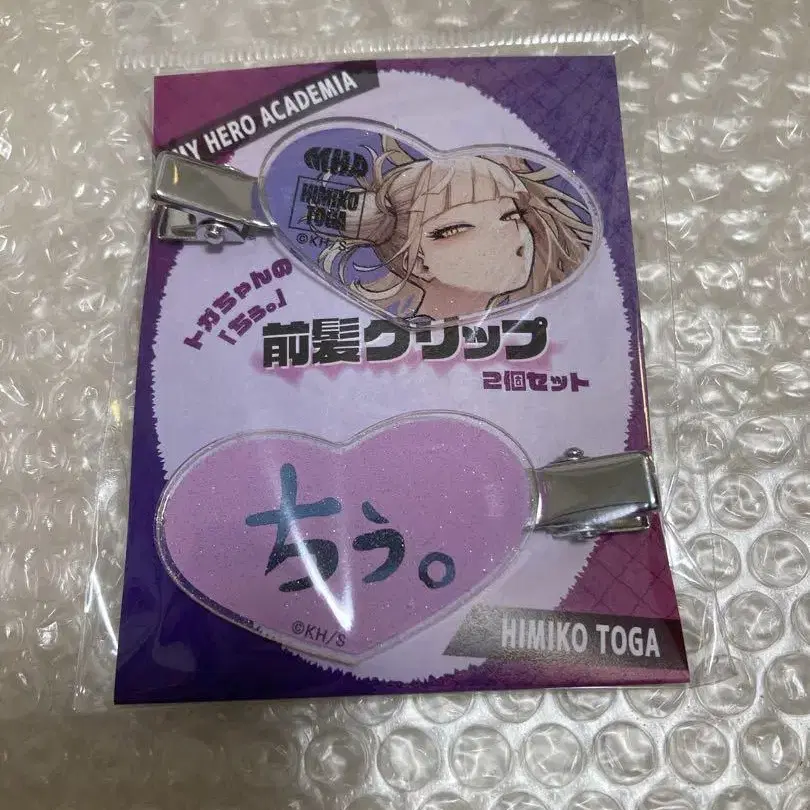 MY HERO ACADEMIA
MHA
HIMIKO
TOGA
©KH/S
トガちゃんの
「ちぅ。」
前髪クリップ
2個セット
ちぅ。
©KH/S
HIMIKO TOGA